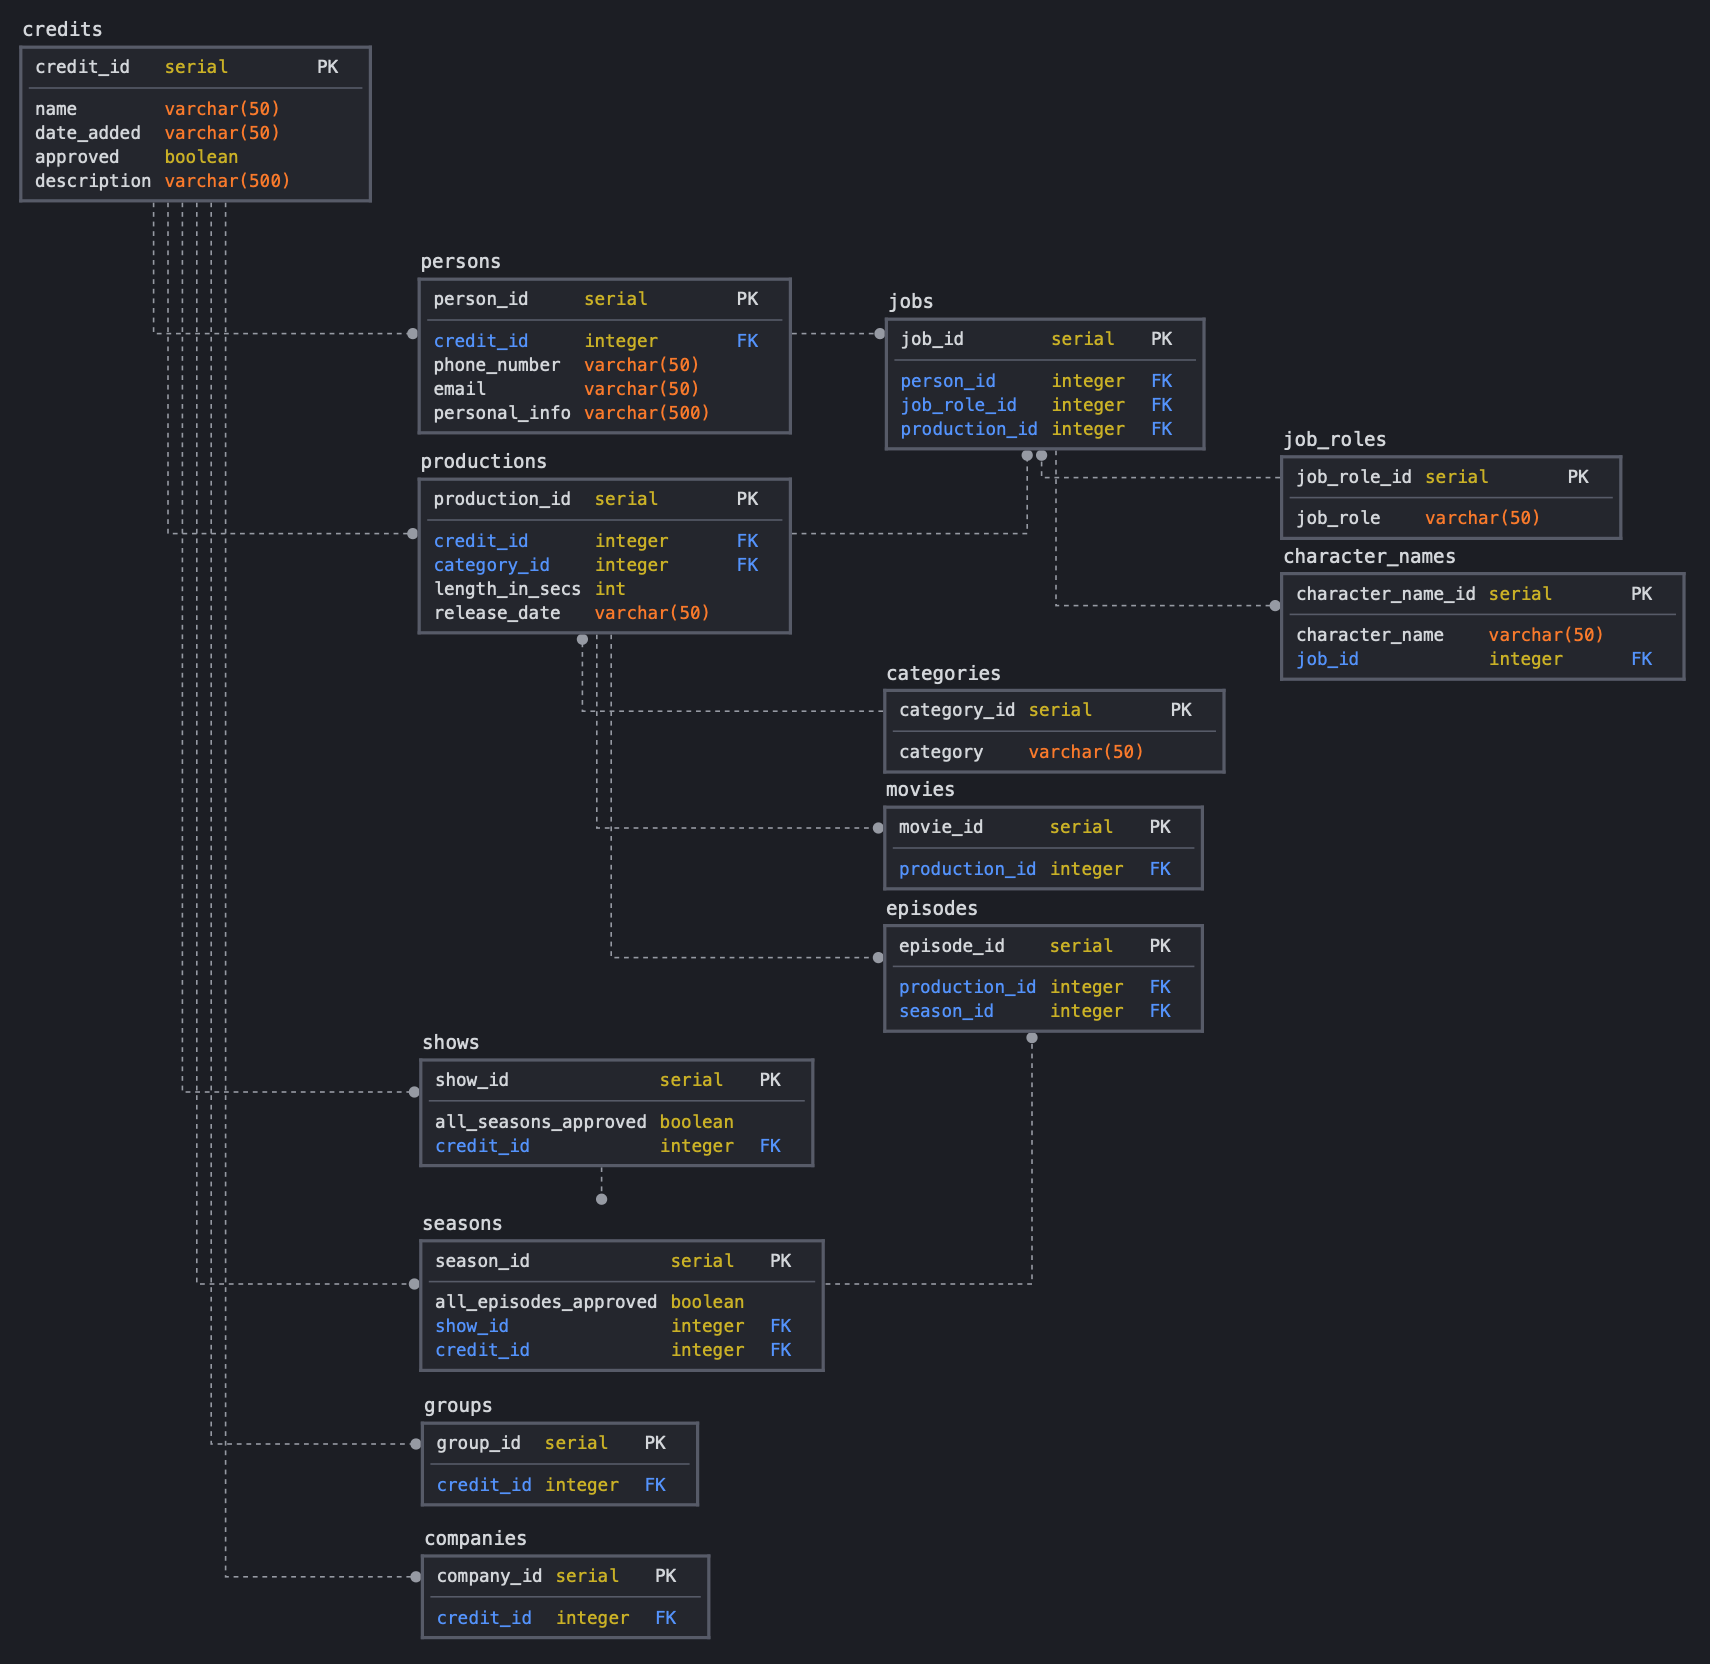 credits
credit_id serial PK
name varchar(50)
date_added varchar(50)
approved boolean
description varchar(500)
persons
person_id serial PK
credit_id integer FK
phone_number varchar(50)
email varchar(50)
personal_info varchar(500)
jobs
job_id serial PK
person_id integer FK
job_role_id integer FK
production_id integer FK
job_roles
job_role_id serial PK
job_role varchar(50)
productions
production_id serial PK
credit_id integer FK
category_id integer FK
length_in_secs int
release_date varchar(50)
character_names
character_name_id serial PK
character_name varchar(50)
job_id integer FK
categories
category_id serial PK
category varchar(50)
movies
movie_id serial PK
production_id integer FK
episodes
episode_id serial PK
production_id integer FK
season_id integer FK
shows
show_id serial PK
all_seasons_approved boolean
credit_id integer FK
seasons
season_id serial PK
all_episodes_approved boolean
show_id integer FK
credit_id integer FK
groups
group_id serial PK
credit_id integer FK
companies
company_id serial PK
credit_id integer FK